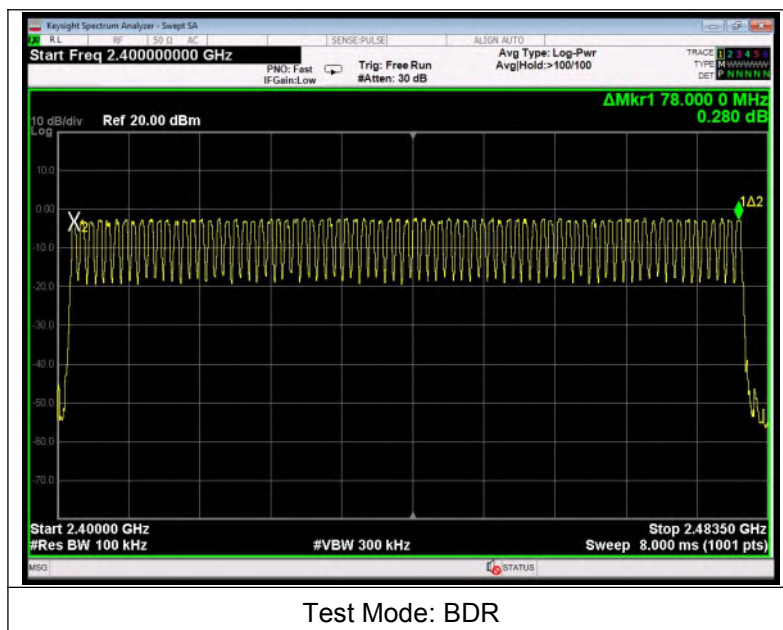 Keysight Spectrum Analyzer - Swept SA
RL RF 50 Ω AC SENSE:PULSE ALIGN AUTO
Start Freq 2.400000000 GHz
PNO: Fast
IFGain:Low
Trig: Free Run
#Atten: 30 dB
Avg Type: Log-Pwr
Avg|Hold:>100/100
TRACE 1 2 3 4 5 6
TYPE M WWWWW
DET P N N N N N
ΔMkr1 78.000 0 MHz
0.280 dB
10 dB/div Ref 20.00 dBm
Log
10.0
0.00
-10.0
-20.0
-30.0
-40.0
-50.0
-60.0
-70.0
X2
1Δ2
Start 2.40000 GHz Stop 2.48350 GHz
#Res BW 100 kHz #VBW 300 kHz Sweep 8.000 ms (1001 pts)
MSG STATUS
Test Mode: BDR